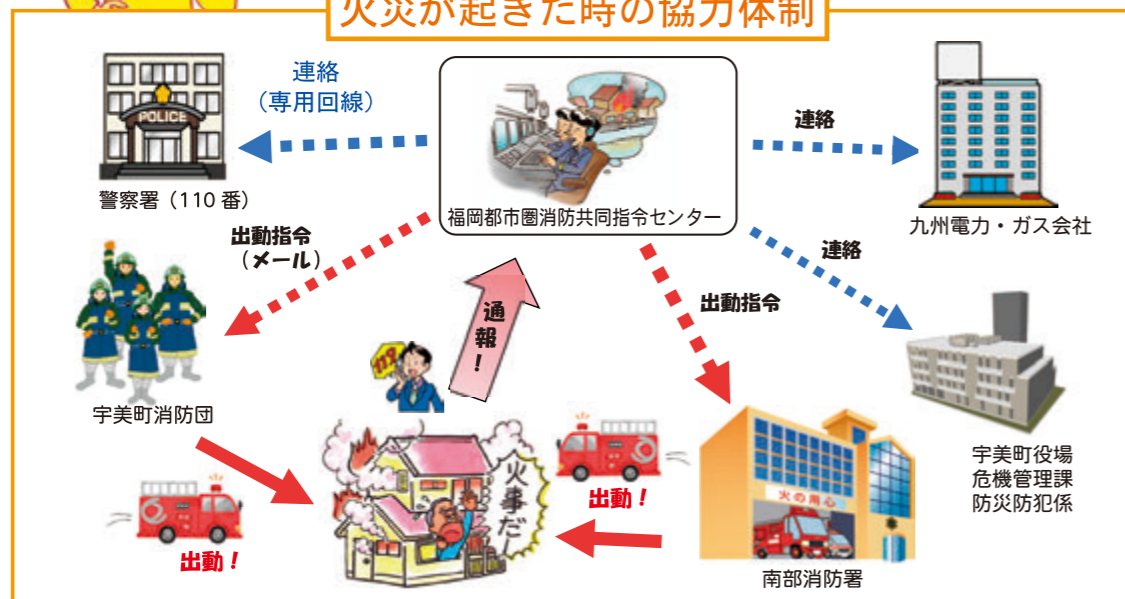 火災が起きた時の協力体制
連絡
（専用回線）
POLICE
警察署（110 番）
福岡都市圏消防共同指令センター
連絡
九州電力・ガス会社
出動指令
（メール）
宇美町消防団
通報！
119
出動指令
連絡
宇美町役場
危機管理課
防災防犯係
出動！
火事だー
出動！
火の用心
南部消防署